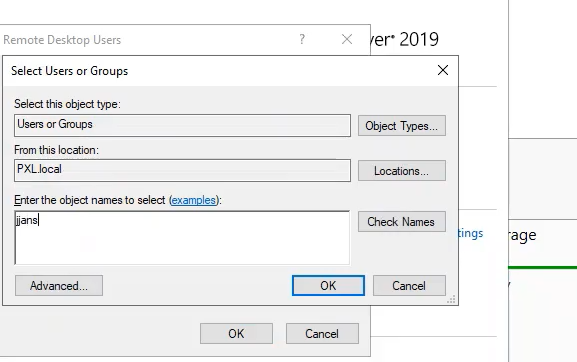 Remote Desktop Users
? ×
ver® 2019
Select Users or Groups
×
Select this object type:
Users or Groups
Object Types...
From this location:
PXL.local
Locations...
Enter the object names to select (examples):
jjans
Check Names
tings
rage
Advanced...
OK
Cancel
OK
Cancel